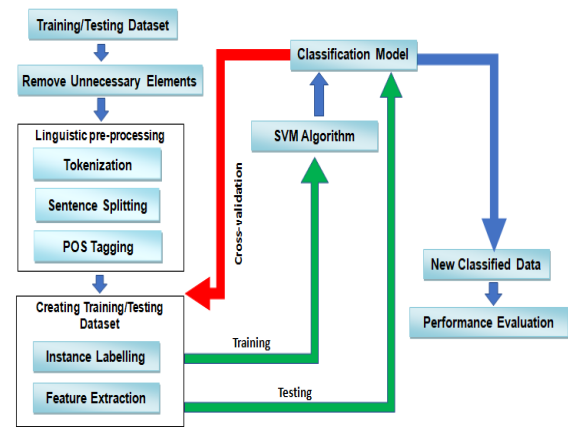 Training/Testing Dataset
Remove Unnecessary Elements
Linguistic pre-processing
Tokenization
Sentence Splitting
POS Tagging
Creating Training/Testing
Dataset
Instance Labelling
Feature Extraction
Cross-validation
Training
Testing
SVM Algorithm
Classification Model
New Classified Data
Performance Evaluation